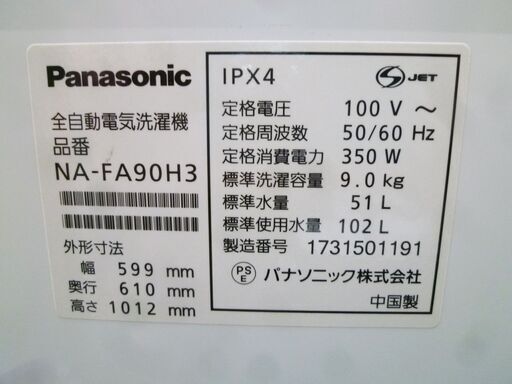 Panasonic
全自動電気洗濯機
品番
NA-FA90H3
外形寸法
幅 599 mm
奥行 610 mm
高さ 1012 mm
IPX4
S JET
定格電圧 100 V ～
定格周波数 50/60 Hz
定格消費電力 350 W
標準洗濯容量 9.0 kg
標準水量 51 L
標準使用水量 102 L
製造番号 1731501191
PS E パナソニック株式会社
中国製